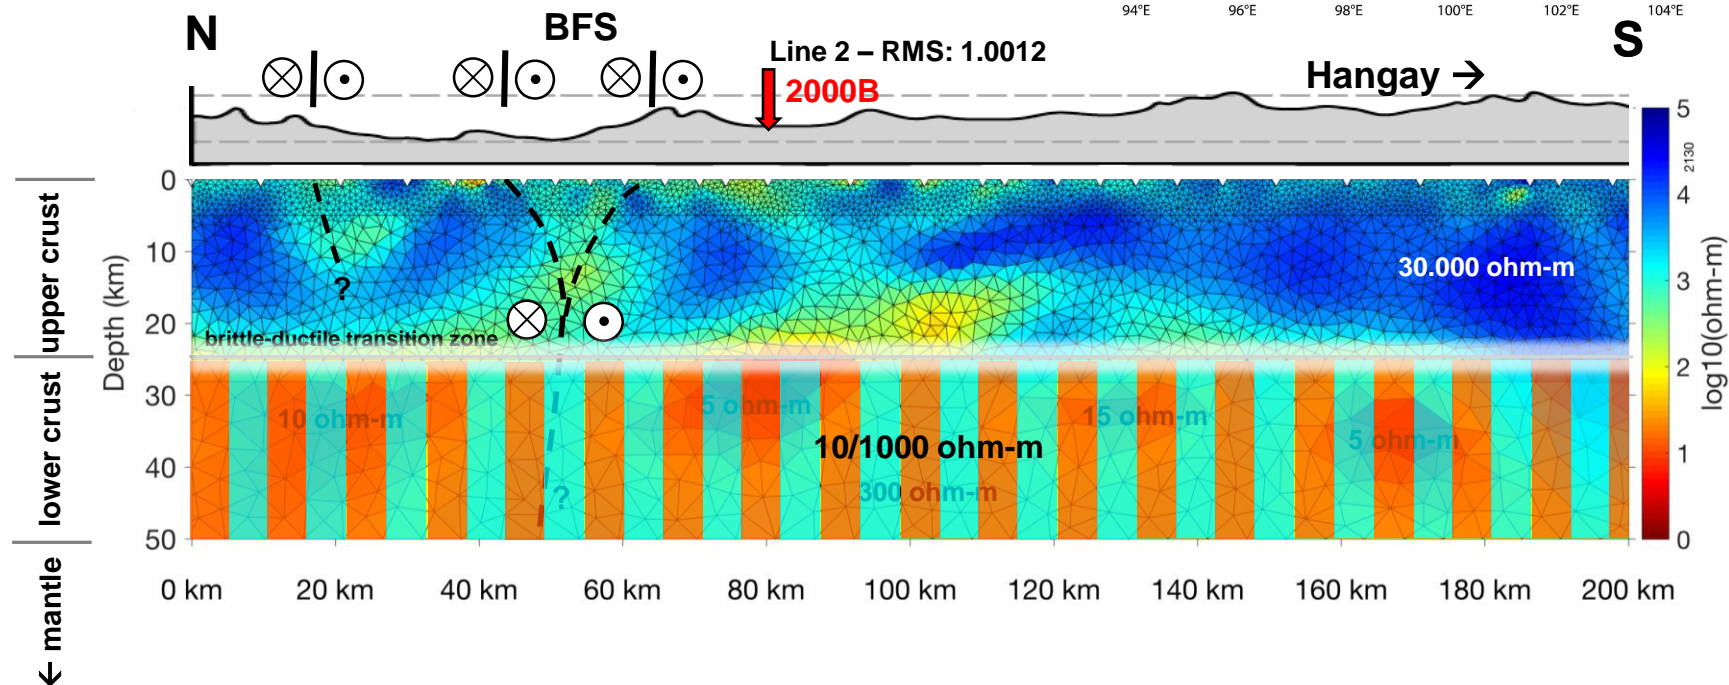 94°E 96°E 98°E 100°E 102°E 104°E
N BFS S
Line 2 – RMS: 1.0012
2000B
Hangay →
0
10
20
30
40
50
Depth (km)
upper crust
lower crust
← mantle
?
brittle-ductile transition zone
30.000 ohm-m
10 ohm-m
5 ohm-m
15 ohm-m
5 ohm-m
10/1000 ohm-m
300 ohm-m
?
0 km 20 km 40 km 60 km 80 km 100 km 120 km 140 km 160 km 180 km 200 km
5
4
3
2
1
0
2130
log10(ohm-m)